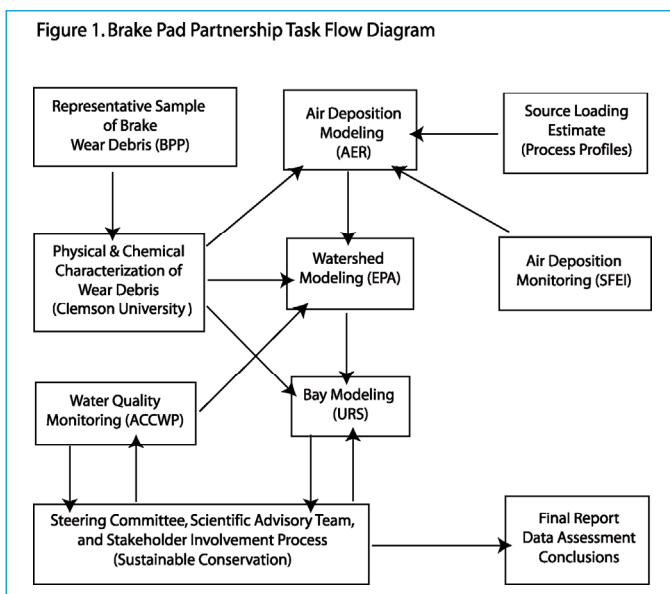 Figure 1. Brake Pad Partnership Task Flow Diagram
Representative Sample
of Brake
Wear Debris (BPP)
Air Deposition
Modeling
(AER)
Source Loading
Estimate
(Process Profiles)
Physical & Chemical
Characterization of
Wear Debris
(Clemson University)
Watershed
Modeling (EPA)
Air Deposition
Monitoring (SFEI)
Water Quality
Monitoring (ACCWP)
Bay Modeling
(URS)
Steering Committee, Scientific Advisory Team,
and Stakeholder Involvement Process
(Sustainable Conservation)
Final Report
Data Assessment
Conclusions